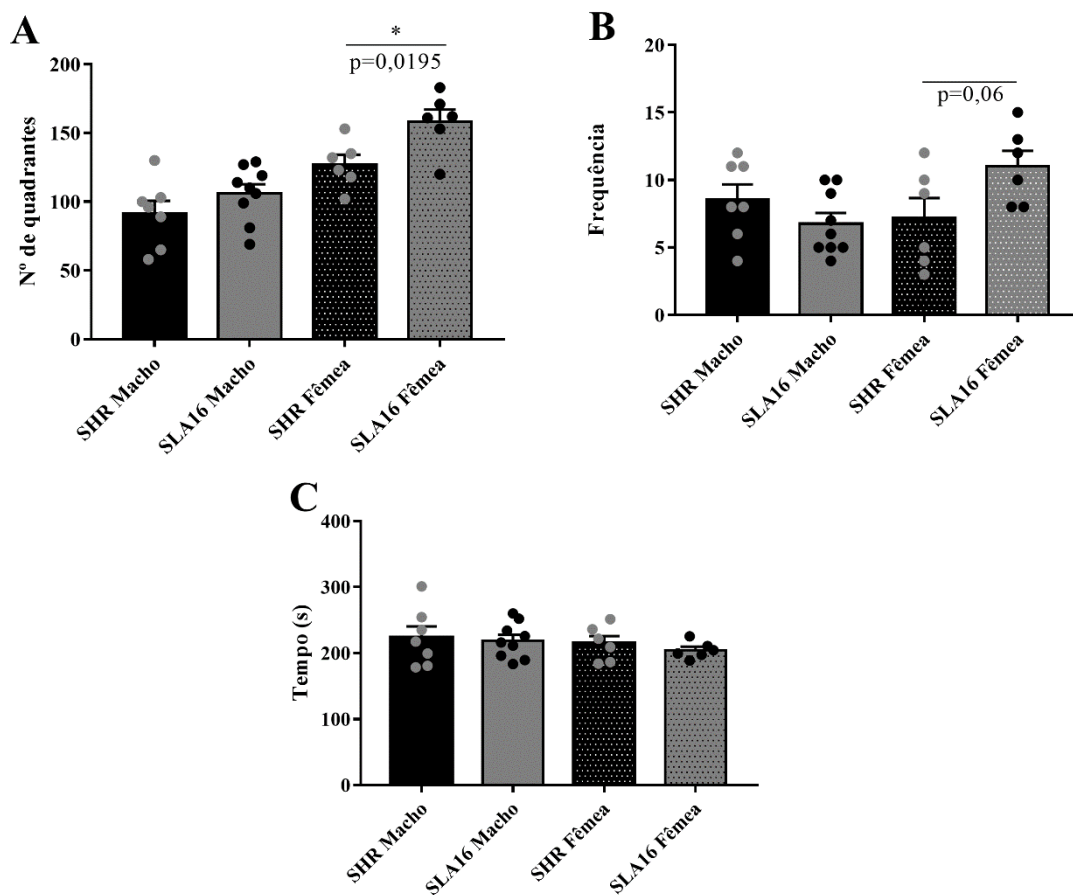 A
*
p=0,0195
Nº de quadrantes
200
150
100
50
0
SHR Macho
SLA16 Macho
SHR Fêmea
SLA16 Fêmea
B
p=0,06
Frequência
20
15
10
5
0
SHR Macho
SLA16 Macho
SHR Fêmea
SLA16 Fêmea
C
Tempo (s)
400
300
200
100
0
SHR Macho
SLA16 Macho
SHR Fêmea
SLA16 Fêmea